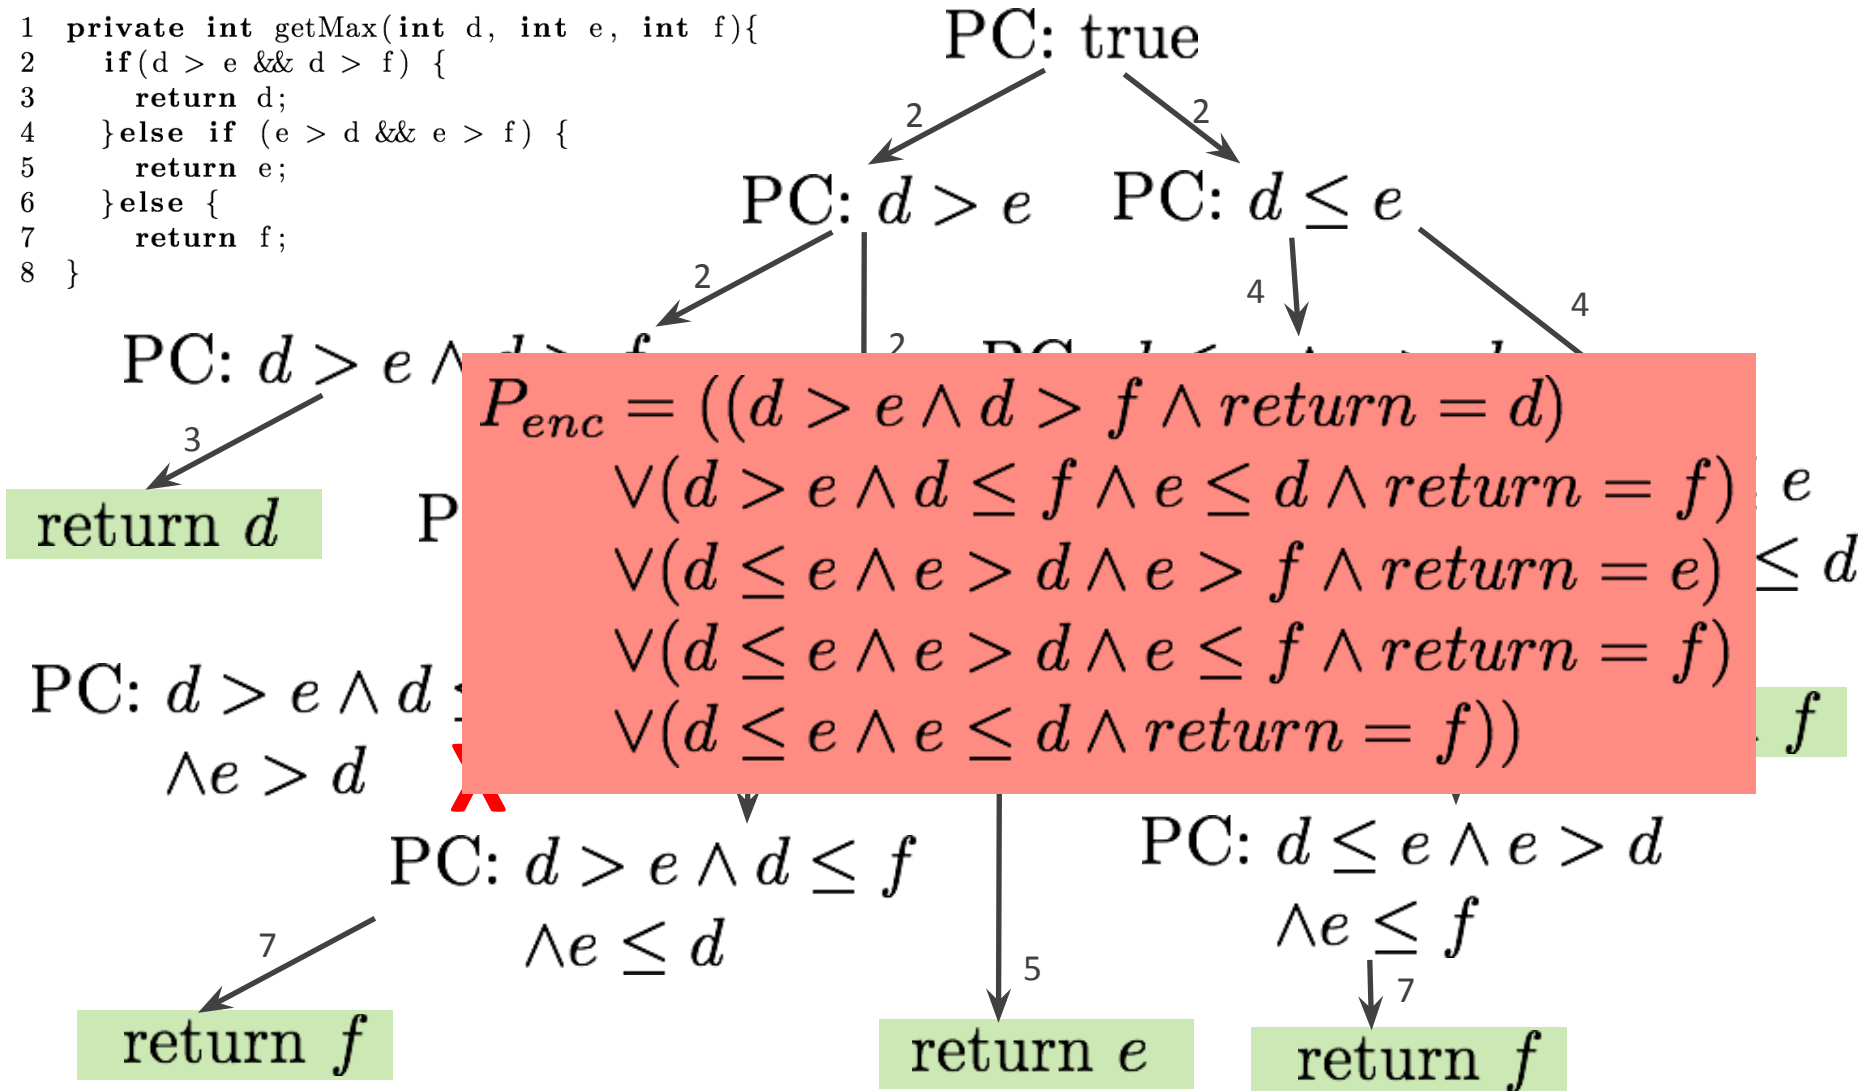 1 private int getMax(int d, int e, int f){
2 if(d > e && d > f) {
3 return d;
4 }else if (e > d && e > f) {
5 return e;
6 }else {
7 return f;
8 }
PC: true
2
2
PC: d > e
PC: d ≤ e
2
2
4
4
PC: d > e ∧ d > f
3
return d
P_enc = ((d > e ∧ d > f ∧ return = d)
∨(d > e ∧ d ≤ f ∧ e ≤ d ∧ return = f)
∨(d ≤ e ∧ e > d ∧ e > f ∧ return = e)
∨(d ≤ e ∧ e > d ∧ e ≤ f ∧ return = f)
∨(d ≤ e ∧ e ≤ d ∧ return = f))
e
≤ d
f
PC: d > e ∧ d
∧e > d
PC: d > e ∧ d ≤ f
∧e ≤ d
7
return f
5
return e
PC: d ≤ e ∧ e > d
∧e ≤ f
7
return f